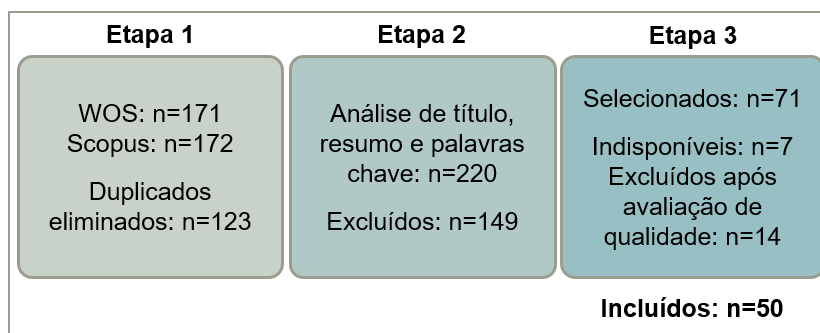 Etapa 1
WOS: n=171
Scopus: n=172
Duplicados
eliminados: n=123
Etapa 2
Análise de título,
resumo e palavras
chave: n=220
Excluídos: n=149
Etapa 3
Selecionados: n=71
Indisponíveis: n=7
Excluídos após
avaliação de
qualidade: n=14
Incluídos: n=50